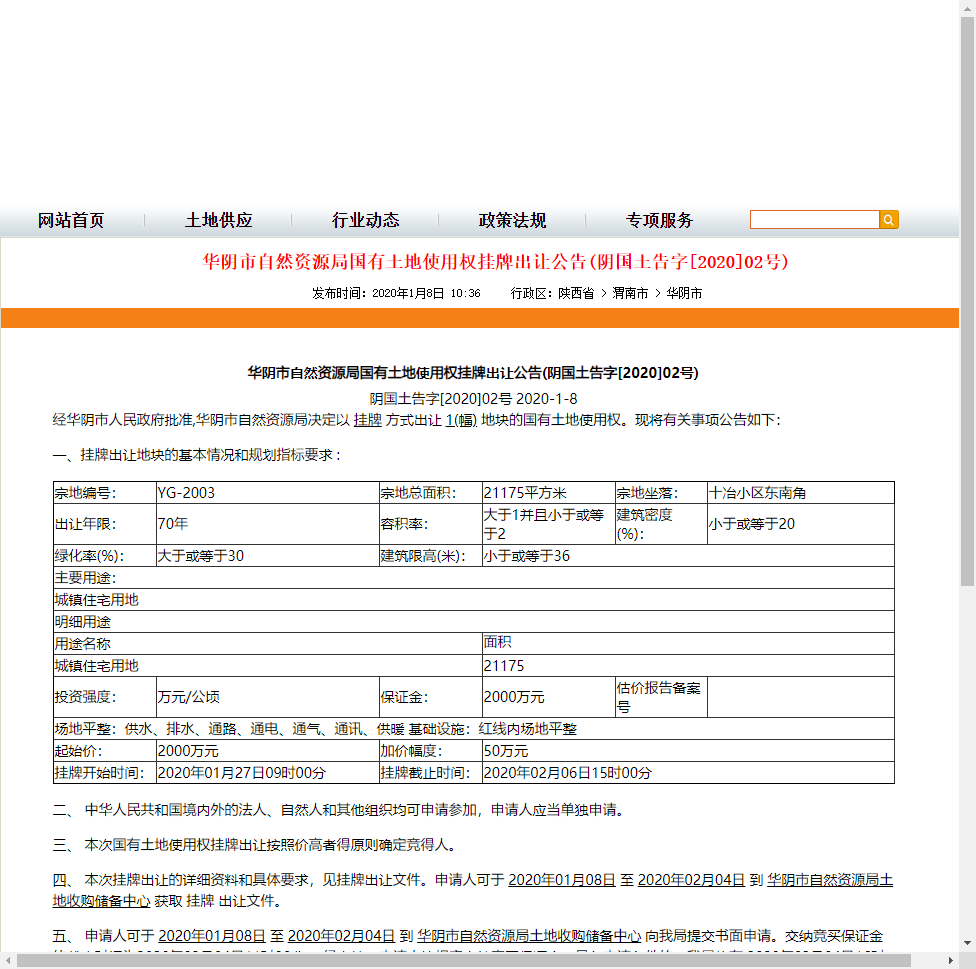 网站首页 土地供应 行业动态 政策法规 专项服务
华阴市自然资源局国有土地使用权挂牌出让公告(阴国土告字[2020]02号)
发布时间：2020年1月8日 10:36 行政区：陕西省 > 渭南市 > 华阴市
华阴市自然资源局国有土地使用权挂牌出让公告(阴国土告字[2020]02号)
阴国土告字[2020]02号 2020-1-8
经华阴市人民政府批准,华阴市自然资源局决定以 挂牌 方式出让 1(幅) 地块的国有土地使用权。现将有关事项公告如下：
一、挂牌出让地块的基本情况和规划指标要求：
宗地编号： YG-2003 宗地总面积： 21175平方米 宗地坐落： 十冶小区东南角
出让年限： 70年 容积率： 大于1并且小于或等于2 建筑密度(%)： 小于或等于20
绿化率(%)： 大于或等于30 建筑限高(米)： 小于或等于36
主要用途：
城镇住宅用地
明细用途
用途名称 面积
城镇住宅用地 21175
投资强度： 万元/公顷 保证金： 2000万元 估价报告备案号
场地平整：供水、排水、通路、通电、通气、通讯、供暖 基础设施：红线内场地平整
起始价： 2000万元 加价幅度： 50万元
挂牌开始时间： 2020年01月27日09时00分 挂牌截止时间： 2020年02月06日15时00分
二、 中华人民共和国境内外的法人、自然人和其他组织均可申请参加，申请人应当单独申请。
三、 本次国有土地使用权挂牌出让按照价高者得原则确定竞得人。
四、 本次挂牌出让的详细资料和具体要求，见挂牌出让文件。申请人可于 2020年01月08日 至 2020年02月04日 到 华阴市自然资源局土
地收购储备中心 获取 挂牌 出让文件。
五、 申请人可于 2020年01月08日 至 2020年02月04日 到 华阴市自然资源局土地收购储备中心 向我局提交书面申请。交纳竞买保证金